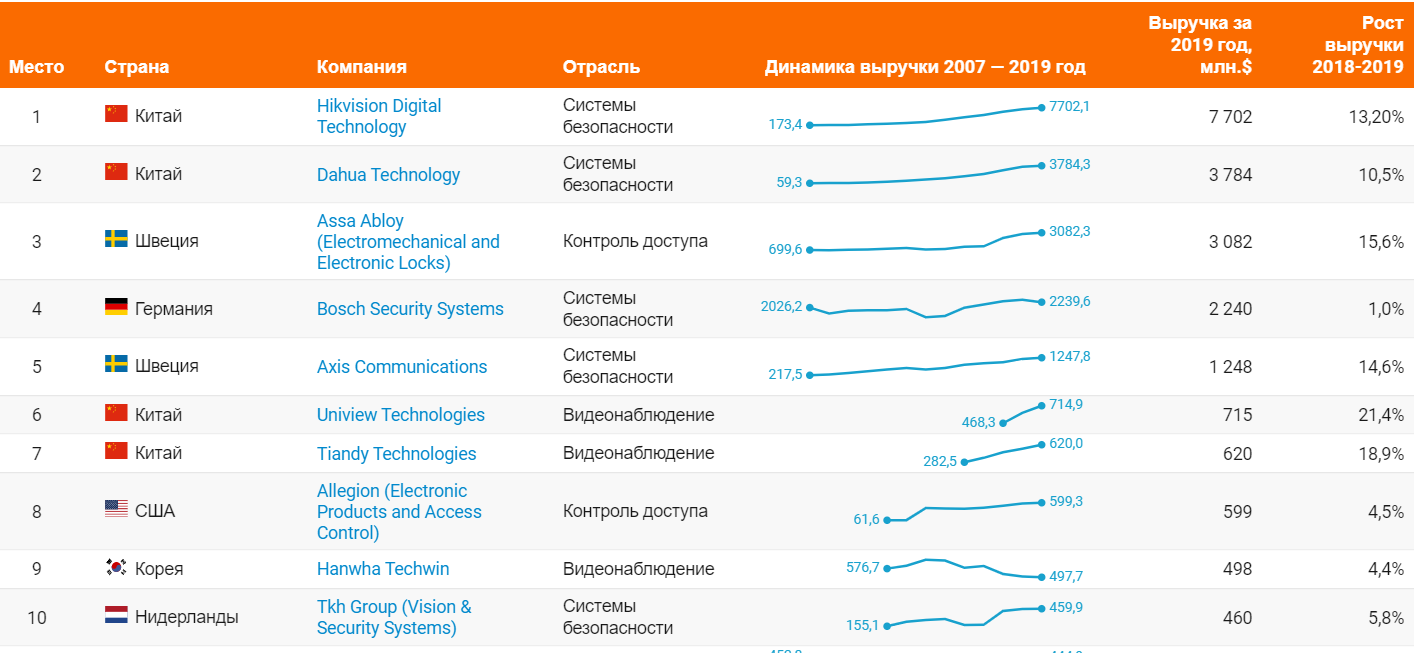 Место Страна Компания Отрасль Динамика выручки 2007 — 2019 год Выручка за 2019 год, млн.$ Рост выручки 2018-2019
1 Китай Hikvision Digital Technology Системы безопасности 173,4 7702,1 7 702 13,20%
2 Китай Dahua Technology Системы безопасности 59,3 3784,3 3 784 10,5%
3 Швеция Assa Abloy (Electromechanical and Electronic Locks) Контроль доступа 699,6 3082,3 3 082 15,6%
4 Германия Bosch Security Systems Системы безопасности 2026,2 2239,6 2 240 1,0%
5 Швеция Axis Communications Системы безопасности 217,5 1247,8 1 248 14,6%
6 Китай Uniview Technologies Видеонаблюдение 468,3 714,9 715 21,4%
7 Китай Tiandy Technologies Видеонаблюдение 282,5 620,0 620 18,9%
8 США Allegion (Electronic Products and Access Control) Контроль доступа 61,6 599,3 599 4,5%
9 Корея Hanwha Techwin Видеонаблюдение 576,7 497,7 498 4,4%
10 Нидерланды Tkh Group (Vision & Security Systems) Системы безопасности 155,1 459,9 460 5,8%